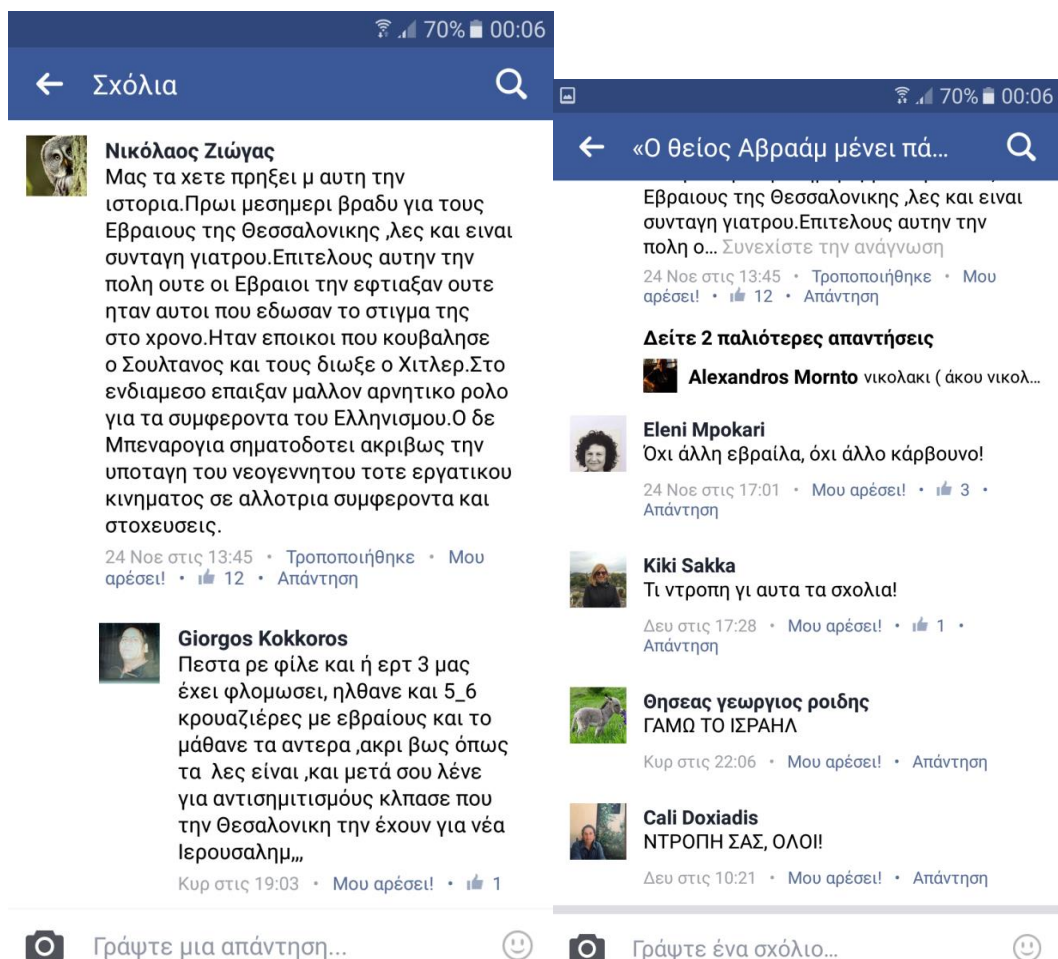 70% 00:06
Σχόλια
Νικόλαος Ζιώγας
Μας τα χετε πρηξει μ αυτη την
ιστορια.Πρωι μεσημερι βραδυ για τους
Εβραιους της Θεσσαλονικης ,λες και ειναι
συνταγη γιατρου.Επιτελους αυτην την
πολη ουτε οι Εβραιοι την εφτιαξαν ουτε
ηταν αυτοι που εδωσαν το στιγμα της
στο χρονο.Ηταν εποικοι που κουβαλησε
ο Σουλτανος και τους διωξε ο Χιτλερ.Στο
ενδιαμεσο επαιξαν μαλλον αρνητικο ρολο
για τα συμφεροντα του Ελληνισμου.Ο δε
Μπεναρογια σηματοδοτει ακριβως την
υποταγη του νεογεννητου τοτε εργατικου
κινηματος σε αλλοτρια συμφεροντα και
στοχευσεις.
24 Νοε στις 13:45 • Τροποποιήθηκε • Μου
αρέσει! • 12 • Απάντηση
Giorgos Kokkoros
Πεστα ρε φίλε και ή ερτ 3 μας
έχει φλομωσει, ηλθανε και 5_6
κρουαζιέρες με εβραίους και το
μάθανε τα αντερα ,ακρι βως όπως
τα λες είναι ,και μετά σου λένε
για αντισημιτισμόυς κλπασε που
την Θεσαλονικη την έχουν για νέα
Ιερουσαλημ,,,
Κυρ στις 19:03 • Μου αρέσει! • 1
Γράψτε μια απάντηση...
70% 00:06
«Ο θείος Αβραάμ μένει πά...
Εβραιους της Θεσσαλονικης ,λες και ειναι
συνταγη γιατρου.Επιτελους αυτην την
πολη ο... Συνεχίστε την ανάγνωση
24 Νοε στις 13:45 • Τροποποιήθηκε • Μου
αρέσει! • 12 • Απάντηση
Δείτε 2 παλιότερες απαντήσεις
Alexandros Mornto νικολακι ( άκου νικολ...
Eleni Mpokari
Όχι άλλη εβραίλα, όχι άλλο κάρβουνο!
24 Νοε στις 17:01 • Μου αρέσει! • 3 •
Απάντηση
Kiki Sakka
Τι ντροπη γι αυτα τα σχολια!
Δευ στις 17:28 • Μου αρέσει! • 1 •
Απάντηση
Θησεας γεωργιος ροιδης
ΓΑΜΩ ΤΟ ΙΣΡΑΗΛ
Κυρ στις 22:06 • Μου αρέσει! • Απάντηση
Cali Doxiadis
ΝΤΡΟΠΗ ΣΑΣ, ΟΛΟΙ!
Δευ στις 10:21 • Μου αρέσει! • Απάντηση
Γράψτε ένα σχόλιο...